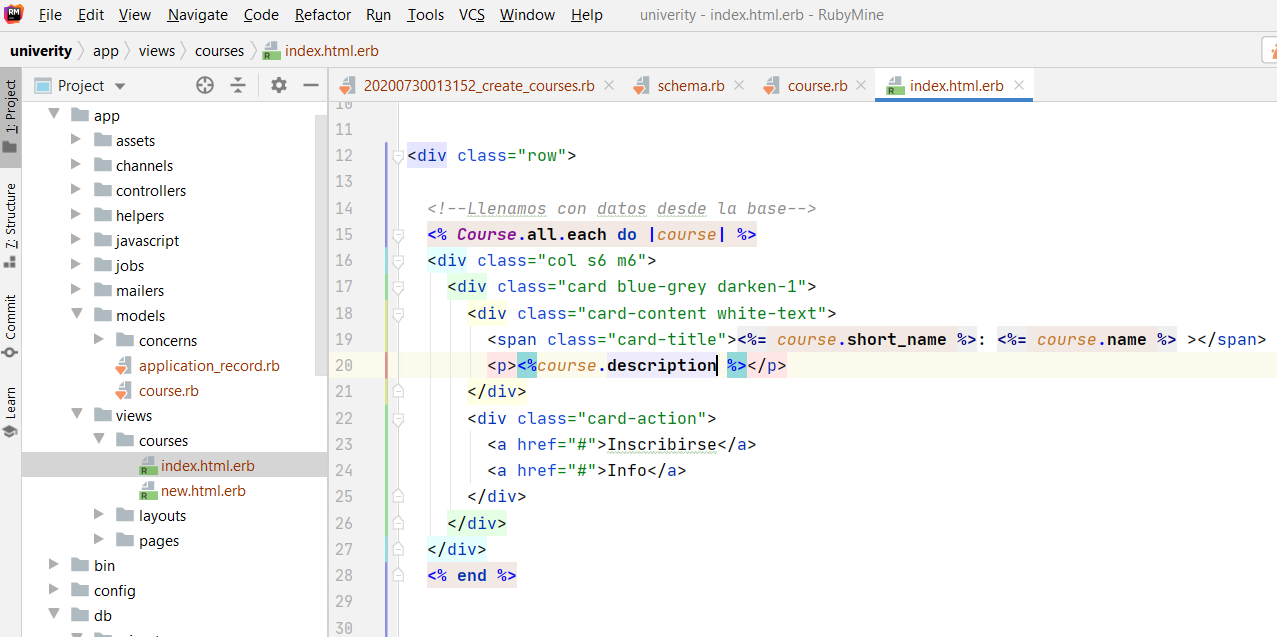 RM File Edit View Navigate Code Refactor Run Tools VCS Window Help univerity - index.html.erb - RubyMine
univerity app views courses index.html.erb
Project 20200730013152_create_courses.rb schema.rb course.rb index.html.erb
1: Project
7: Structure
Commit
Learn
app
assets
channels
controllers
helpers
javascript
jobs
mailers
models
concerns
application_record.rb
course.rb
views
courses
index.html.erb
new.html.erb
layouts
pages
bin
config
db
10
11
12 <div class="row">
13
14 <!--Llenamos con datos desde la base-->
15 <% Course.all.each do |course| %>
16 <div class="col s6 m6">
17 <div class="card blue-grey darken-1">
18 <div class="card-content white-text">
19 <span class="card-title"><%= course.short_name %>: <%= course.name %> ></span>
20 <p><%course.description %></p>
21 </div>
22 <div class="card-action">
23 <a href="#">Inscribirse</a>
24 <a href="#">Info</a>
25 </div>
26 </div>
27 </div>
28 <% end %>
29
30